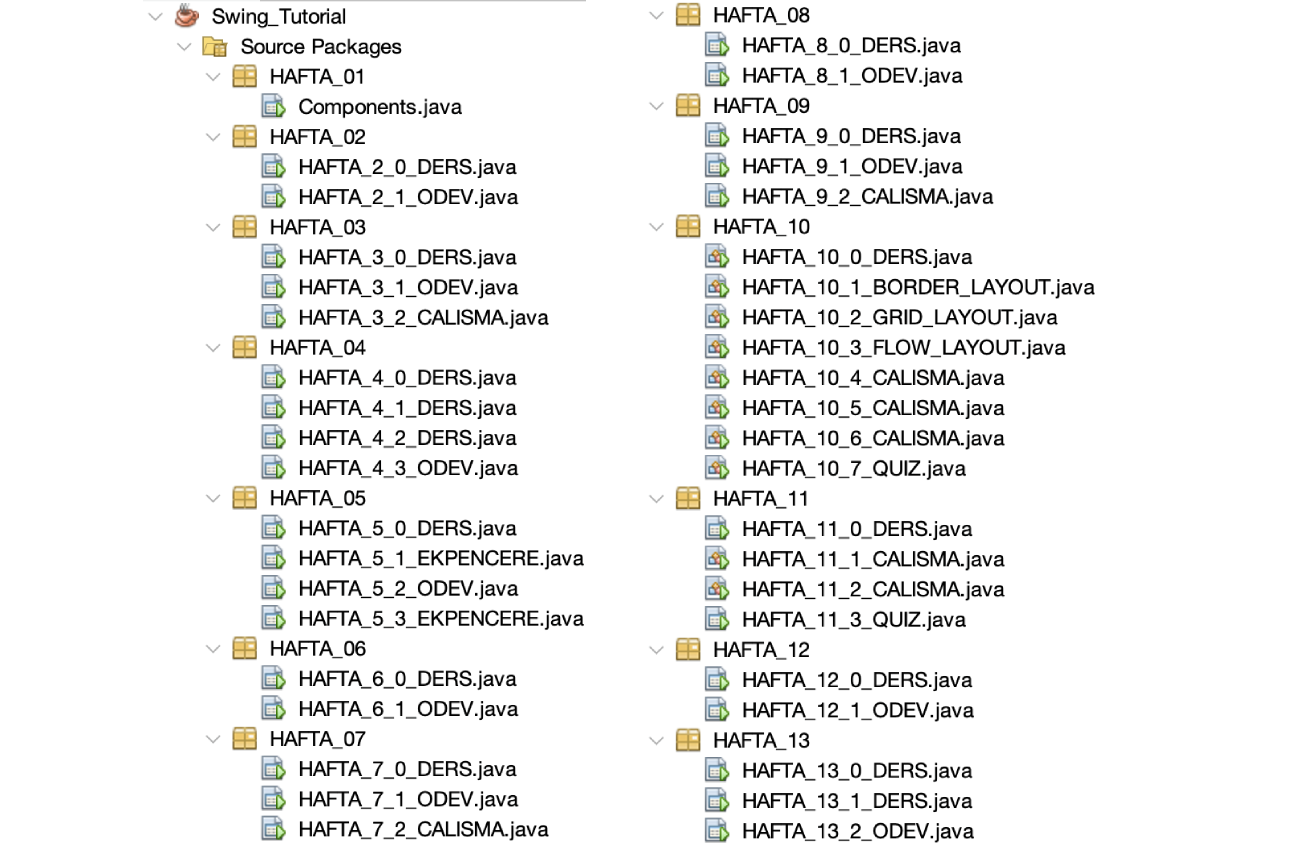 Swing_Tutorial
Source Packages
HAFTA_01
Components.java
HAFTA_02
HAFTA_2_0_DERS.java
HAFTA_2_1_ODEV.java
HAFTA_03
HAFTA_3_0_DERS.java
HAFTA_3_1_ODEV.java
HAFTA_3_2_CALISMA.java
HAFTA_04
HAFTA_4_0_DERS.java
HAFTA_4_1_DERS.java
HAFTA_4_2_DERS.java
HAFTA_4_3_ODEV.java
HAFTA_05
HAFTA_5_0_DERS.java
HAFTA_5_1_EKPENCERE.java
HAFTA_5_2_ODEV.java
HAFTA_5_3_EKPENCERE.java
HAFTA_06
HAFTA_6_0_DERS.java
HAFTA_6_1_ODEV.java
HAFTA_07
HAFTA_7_0_DERS.java
HAFTA_7_1_ODEV.java
HAFTA_7_2_CALISMA.java
HAFTA_08
HAFTA_8_0_DERS.java
HAFTA_8_1_ODEV.java
HAFTA_09
HAFTA_9_0_DERS.java
HAFTA_9_1_ODEV.java
HAFTA_9_2_CALISMA.java
HAFTA_10
HAFTA_10_0_DERS.java
HAFTA_10_1_BORDER_LAYOUT.java
HAFTA_10_2_GRID_LAYOUT.java
HAFTA_10_3_FLOW_LAYOUT.java
HAFTA_10_4_CALISMA.java
HAFTA_10_5_CALISMA.java
HAFTA_10_6_CALISMA.java
HAFTA_10_7_QUIZ.java
HAFTA_11
HAFTA_11_0_DERS.java
HAFTA_11_1_CALISMA.java
HAFTA_11_2_CALISMA.java
HAFTA_11_3_QUIZ.java
HAFTA_12
HAFTA_12_0_DERS.java
HAFTA_12_1_ODEV.java
HAFTA_13
HAFTA_13_0_DERS.java
HAFTA_13_1_DERS.java
HAFTA_13_2_ODEV.java